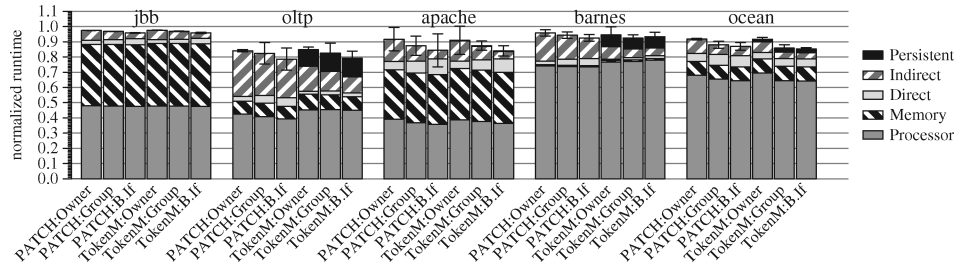 jbb oltp apache barnes ocean
normalized runtime
1.1
1.0
0.9
0.8
0.7
0.6
0.5
0.4
0.3
0.2
0.1
0.0
Persistent
Indirect
Direct
Memory
Processor
PATCH:Owner
PATCH:Group
PATCH:B.If
TokenM:Owner
TokenM:Group
TokenM:B.If
PATCH:Owner
PATCH:Group
PATCH:B.If
TokenM:Owner
TokenM:Group
TokenM:B.If
PATCH:Owner
PATCH:Group
PATCH:B.If
TokenM:Owner
TokenM:Group
TokenM:B.If
PATCH:Owner
PATCH:Group
PATCH:B.If
TokenM:Owner
TokenM:Group
TokenM:B.If
PATCH:Owner
PATCH:Group
PATCH:B.If
TokenM:Owner
TokenM:Group
TokenM:B.If